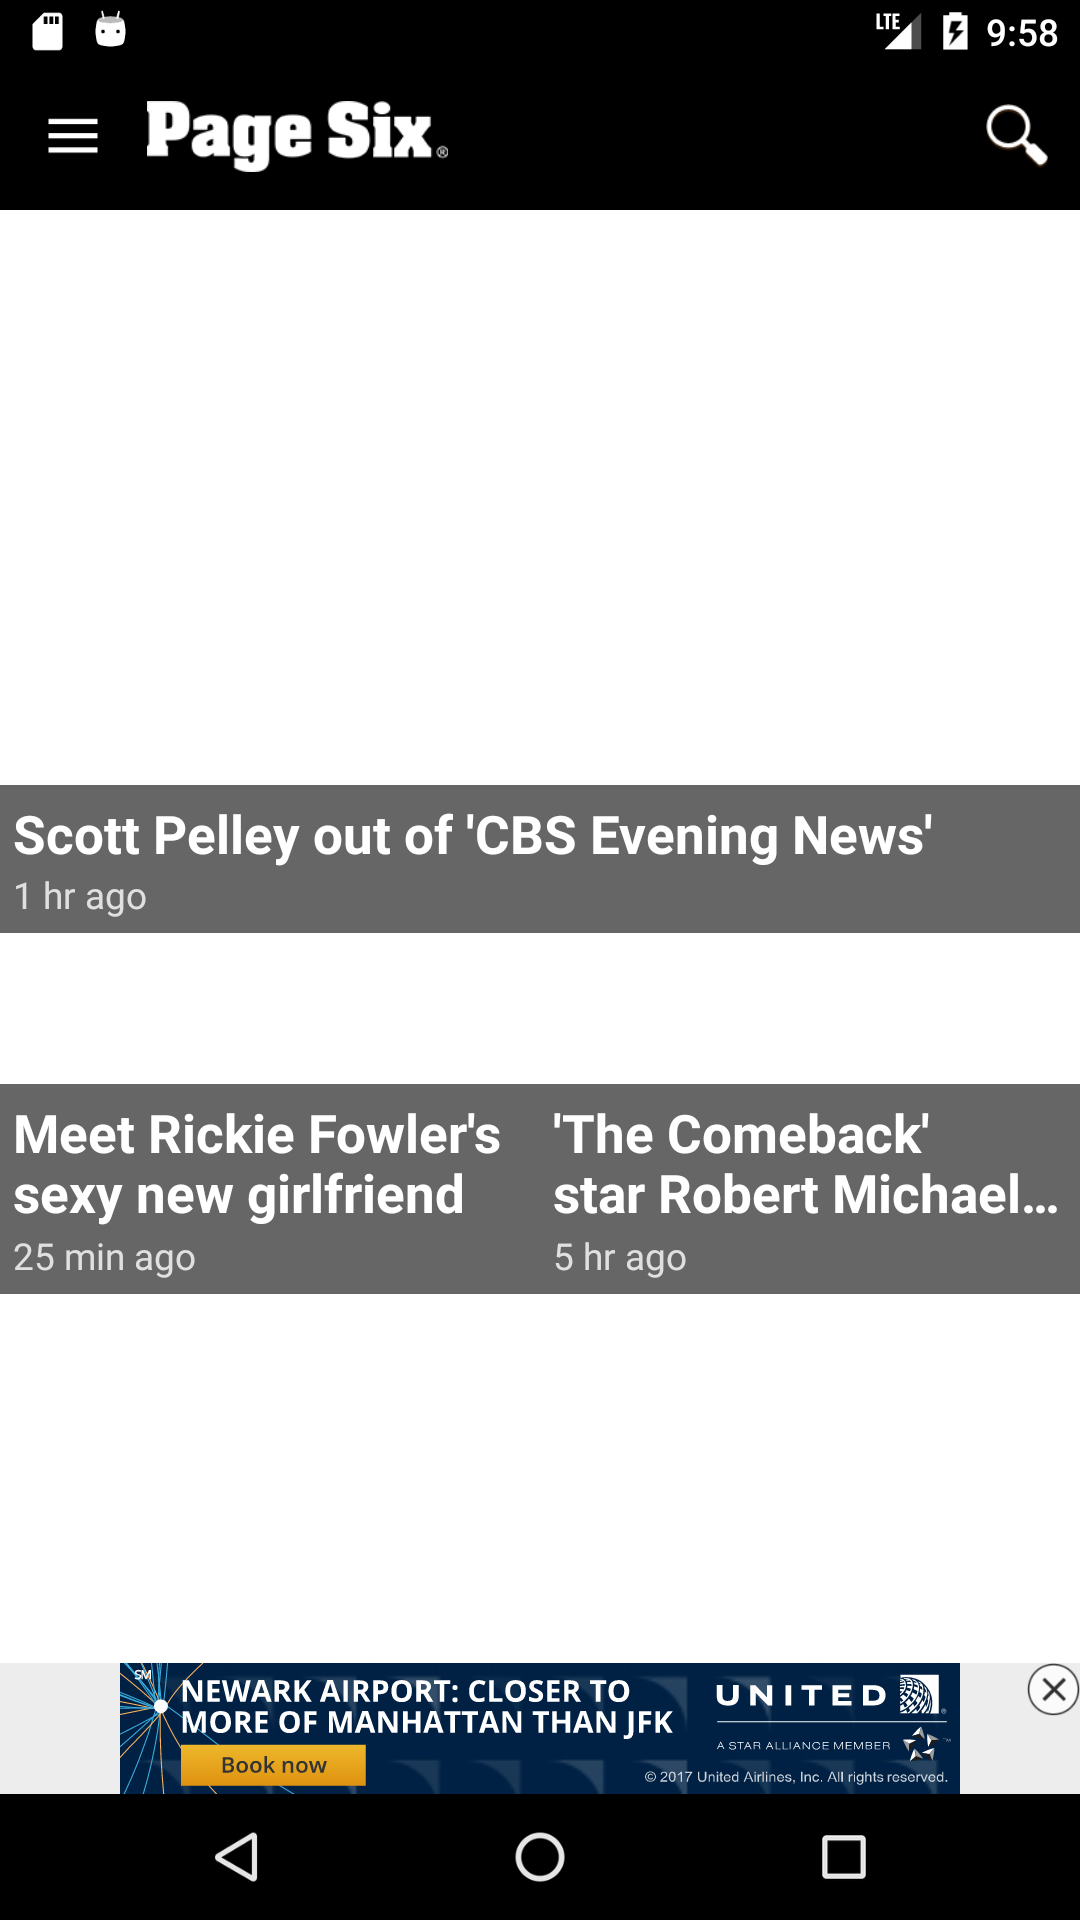 LTE 9:58
Page Six®
Scott Pelley out of 'CBS Evening News'
1 hr ago
Meet Rickie Fowler's
sexy new girlfriend
25 min ago
'The Comeback'
star Robert Michael...
5 hr ago
SM
NEWARK AIRPORT: CLOSER TO
MORE OF MANHATTAN THAN JFK
Book now
UNITED
A STAR ALLIANCE MEMBER ™
© 2017 United Airlines, Inc. All rights reserved.